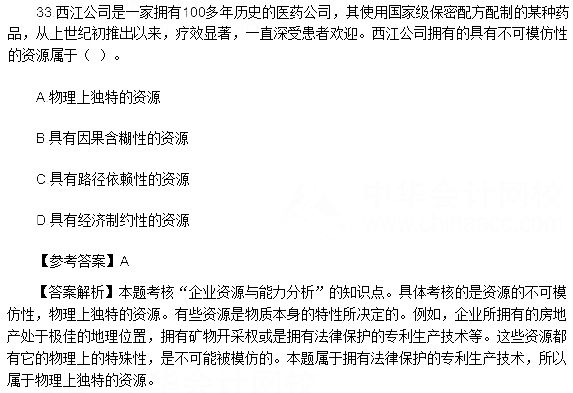 33 西江公司是一家拥有100多年历史的医药公司，其使用国家级保密配方配制的某种药
品，从上世纪初推出以来，疗效显著，一直深受患者欢迎。西江公司拥有的具有不可模仿性
的资源属于（ ）。
A 物理上独特的资源
B 具有因果含糊性的资源
C 具有路径依赖性的资源
D 具有经济制约性的资源
【参考答案】A
【答案解析】本题考核“企业资源与能力分析”的知识点。具体考核的是资源的不可模
仿性，物理上独特的资源。有些资源是物质本身的特性所决定的。例如，企业所拥有的房地
产处于极佳的地理位置，拥有矿物开采权或是拥有法律保护的专利生产技术等。这些资源都
有它的物理上的特殊性，是不可能被模仿的。本题属于拥有法律保护的专利生产技术，所以
属于物理上独特的资源。
中华会计网校
www.chinaacc.com